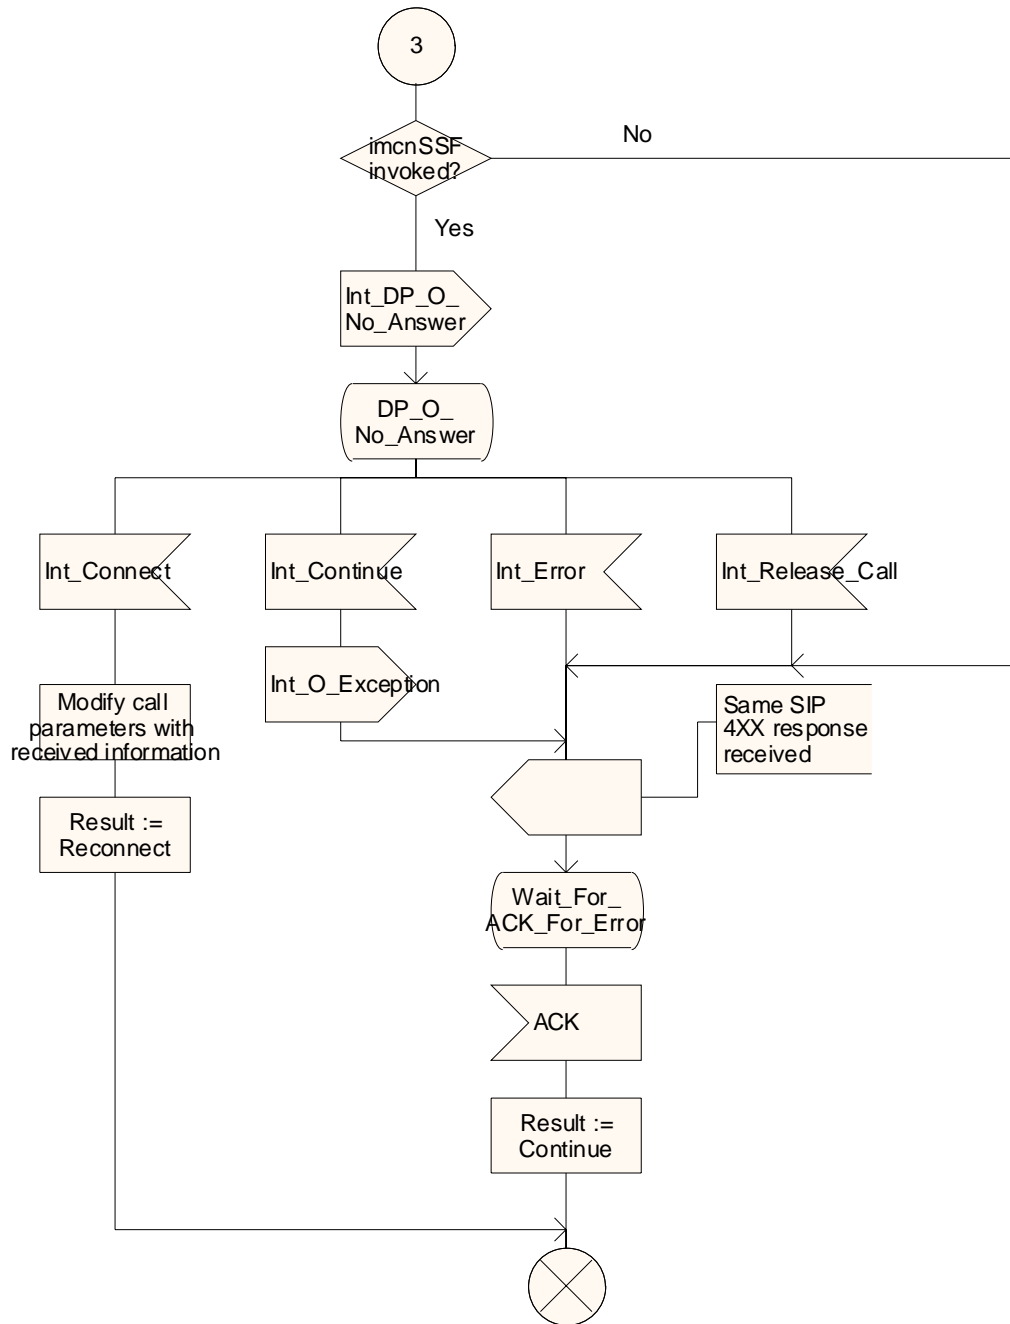 3
imcnSSF
invoked?
No
Yes
Int_DP_O_
No_Answer
DP_O_
No_Answer
Int_Connect
Int_Continue
Int_Error
Int_Release_Call
Int_O_Exception
Modify call
parameters with
received information
Same SIP
4XX response
received
Result :=
Reconnect
Wait_For_
ACK_For_Error
ACK
Result :=
Continue